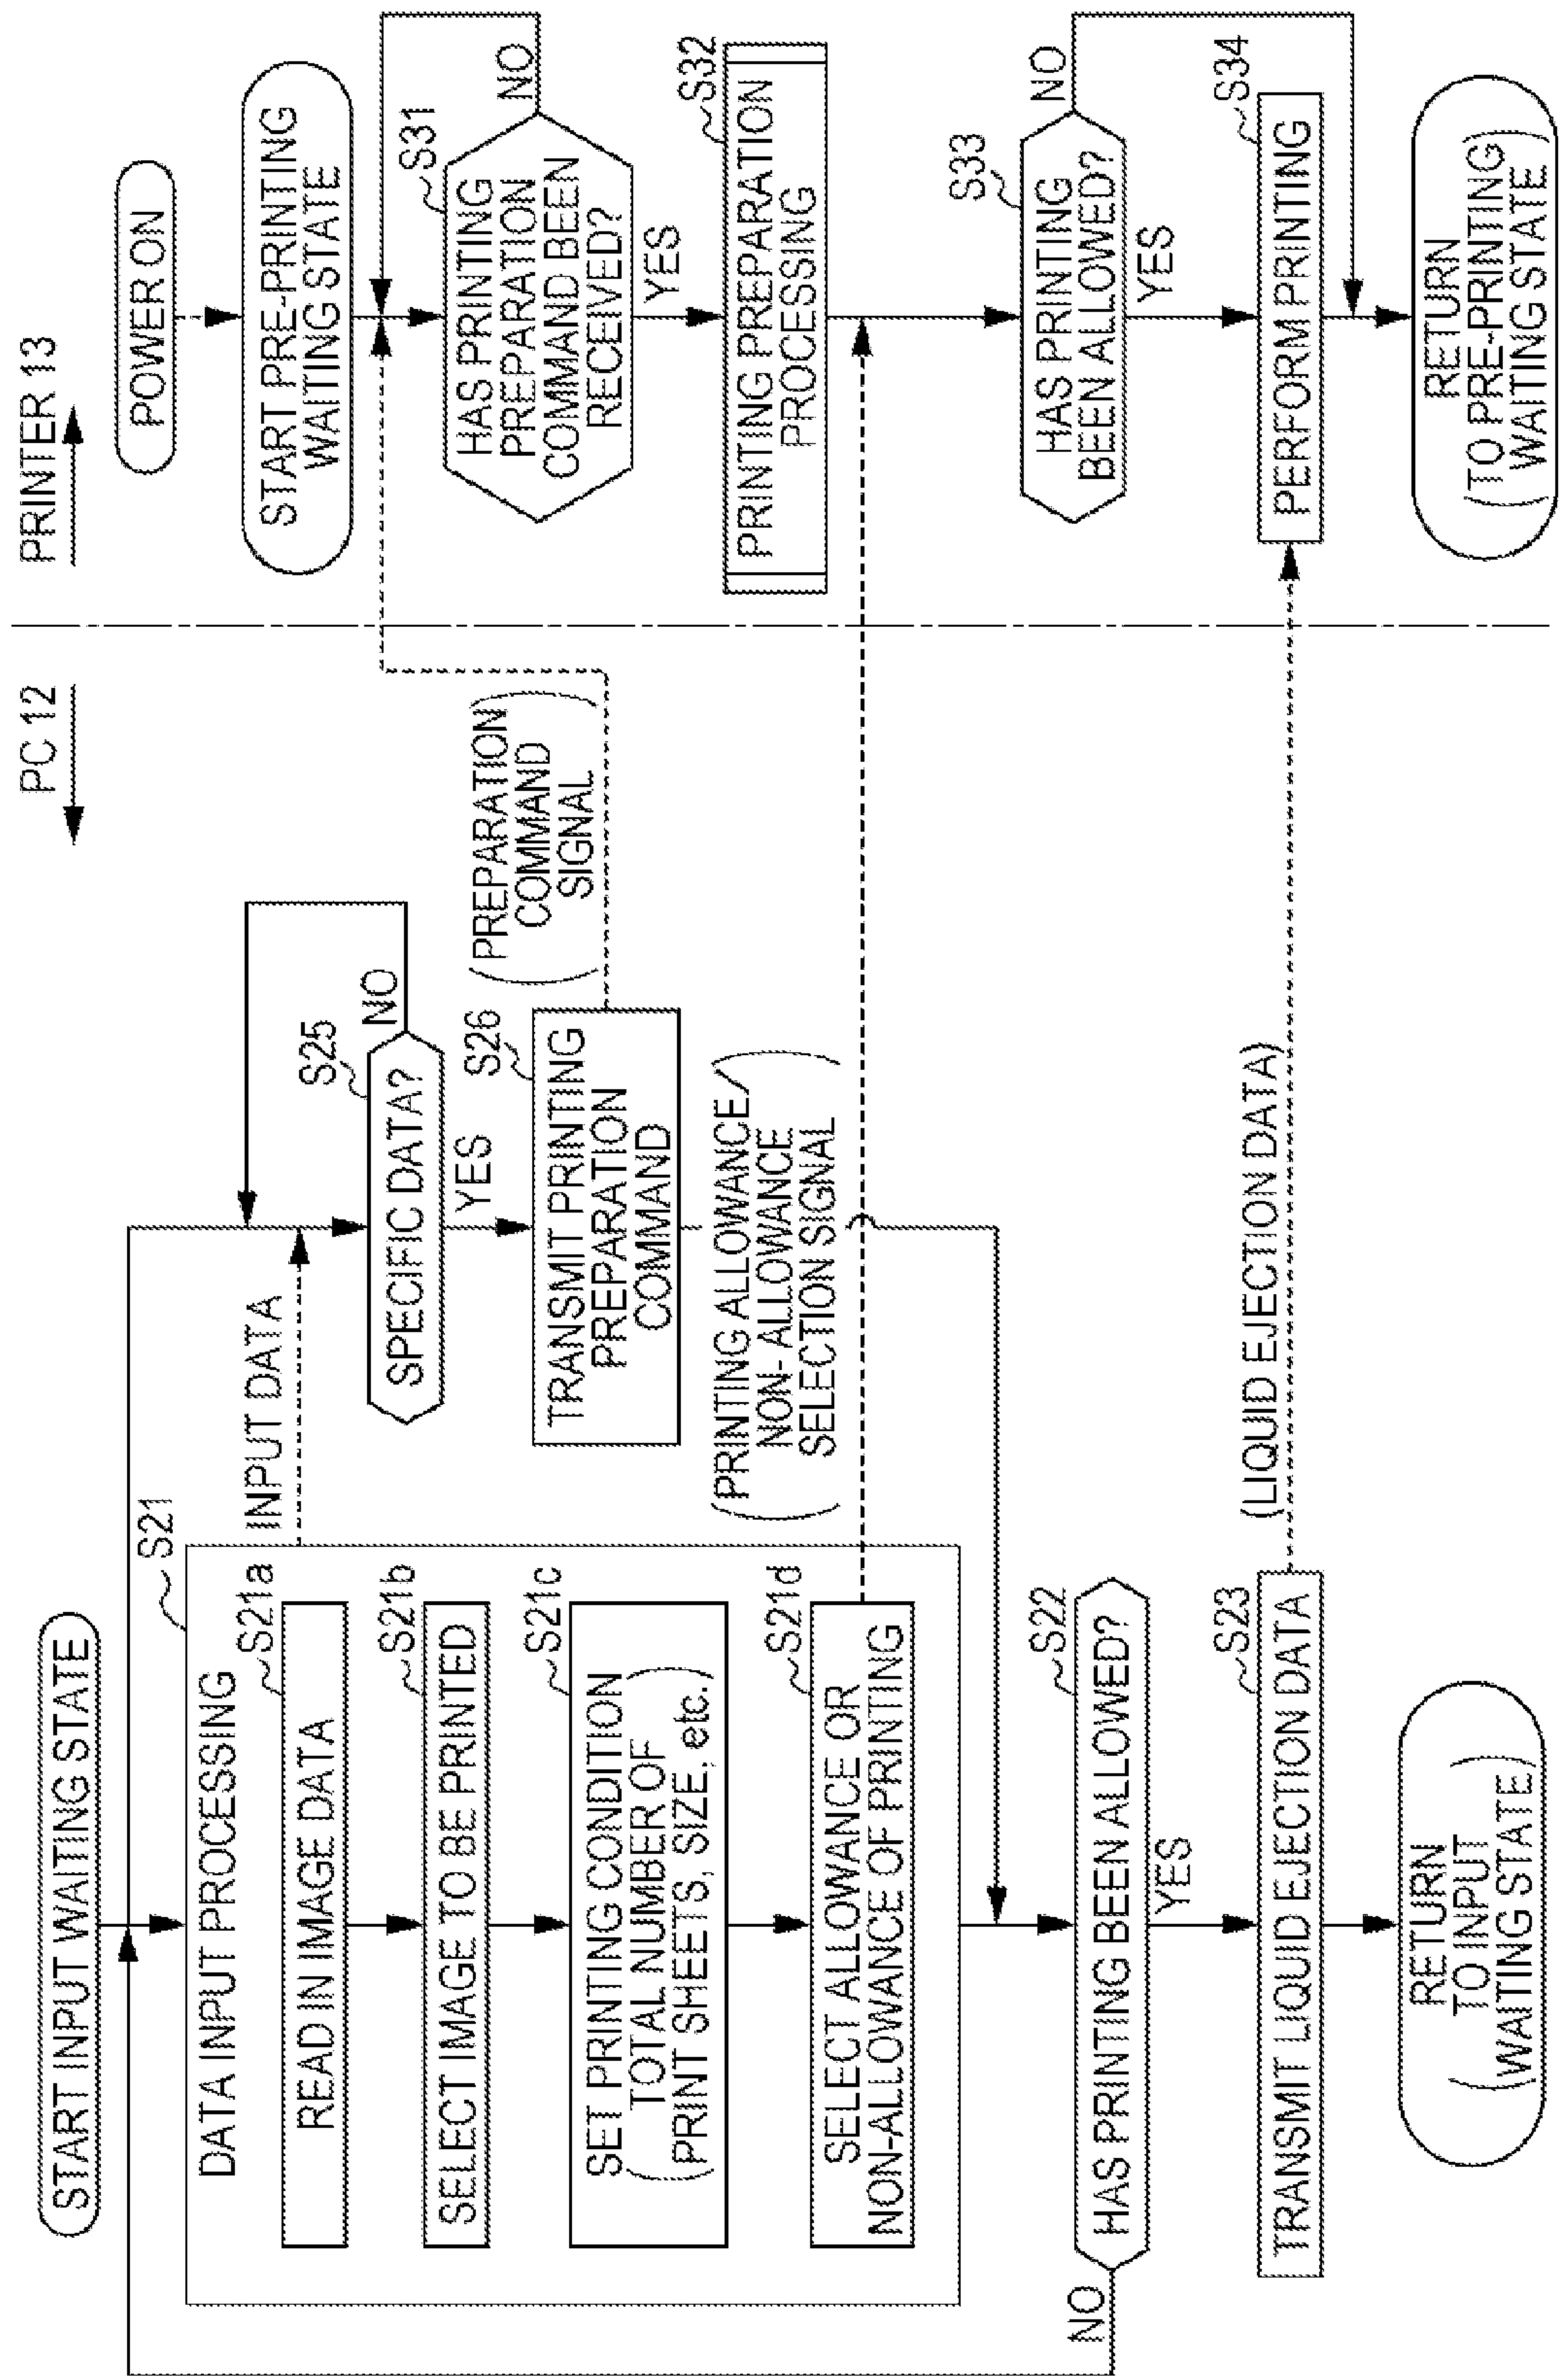 PC 12
PRINTER 13
START INPUT WAITING STATE
S21
DATA INPUT PROCESSING
S21a
READ IN IMAGE DATA
S21b
SELECT IMAGE TO BE PRINTED
S21c
SET PRINTING CONDITION
(TOTAL NUMBER OF
PRINT SHEETS, SIZE, etc.)
S21d
SELECT ALLOWANCE OR
NON-ALLOWANCE OF PRINTING
S22
HAS PRINTING BEEN ALLOWED?
NO
YES
S23
TRANSMIT LIQUID EJECTION DATA
RETURN
(TO INPUT
WAITING STATE)
INPUT DATA
S25
SPECIFIC DATA?
NO
YES
S26
TRANSMIT PRINTING
PREPARATION
COMMAND
(PREPARATION
COMMAND
SIGNAL)
(PRINTING ALLOWANCE/
NON- ALLOWANCE
SELECTION SIGNAL)
(LIQUID EJECTION DATA)
POWER ON
START PRE-PRINTING
WAITING STATE
S31
HAS PRINTING
PREPARATION
COMMAND BEEN
RECEIVED?
NO
YES
S32
PRINTING PREPARATION
PROCESSING
S33
HAS PRINTING
BEEN ALLOWED?
NO
YES
S34
PERFORM PRINTING
RETURN
(TO PRE-PRINTING
WAITING STATE)